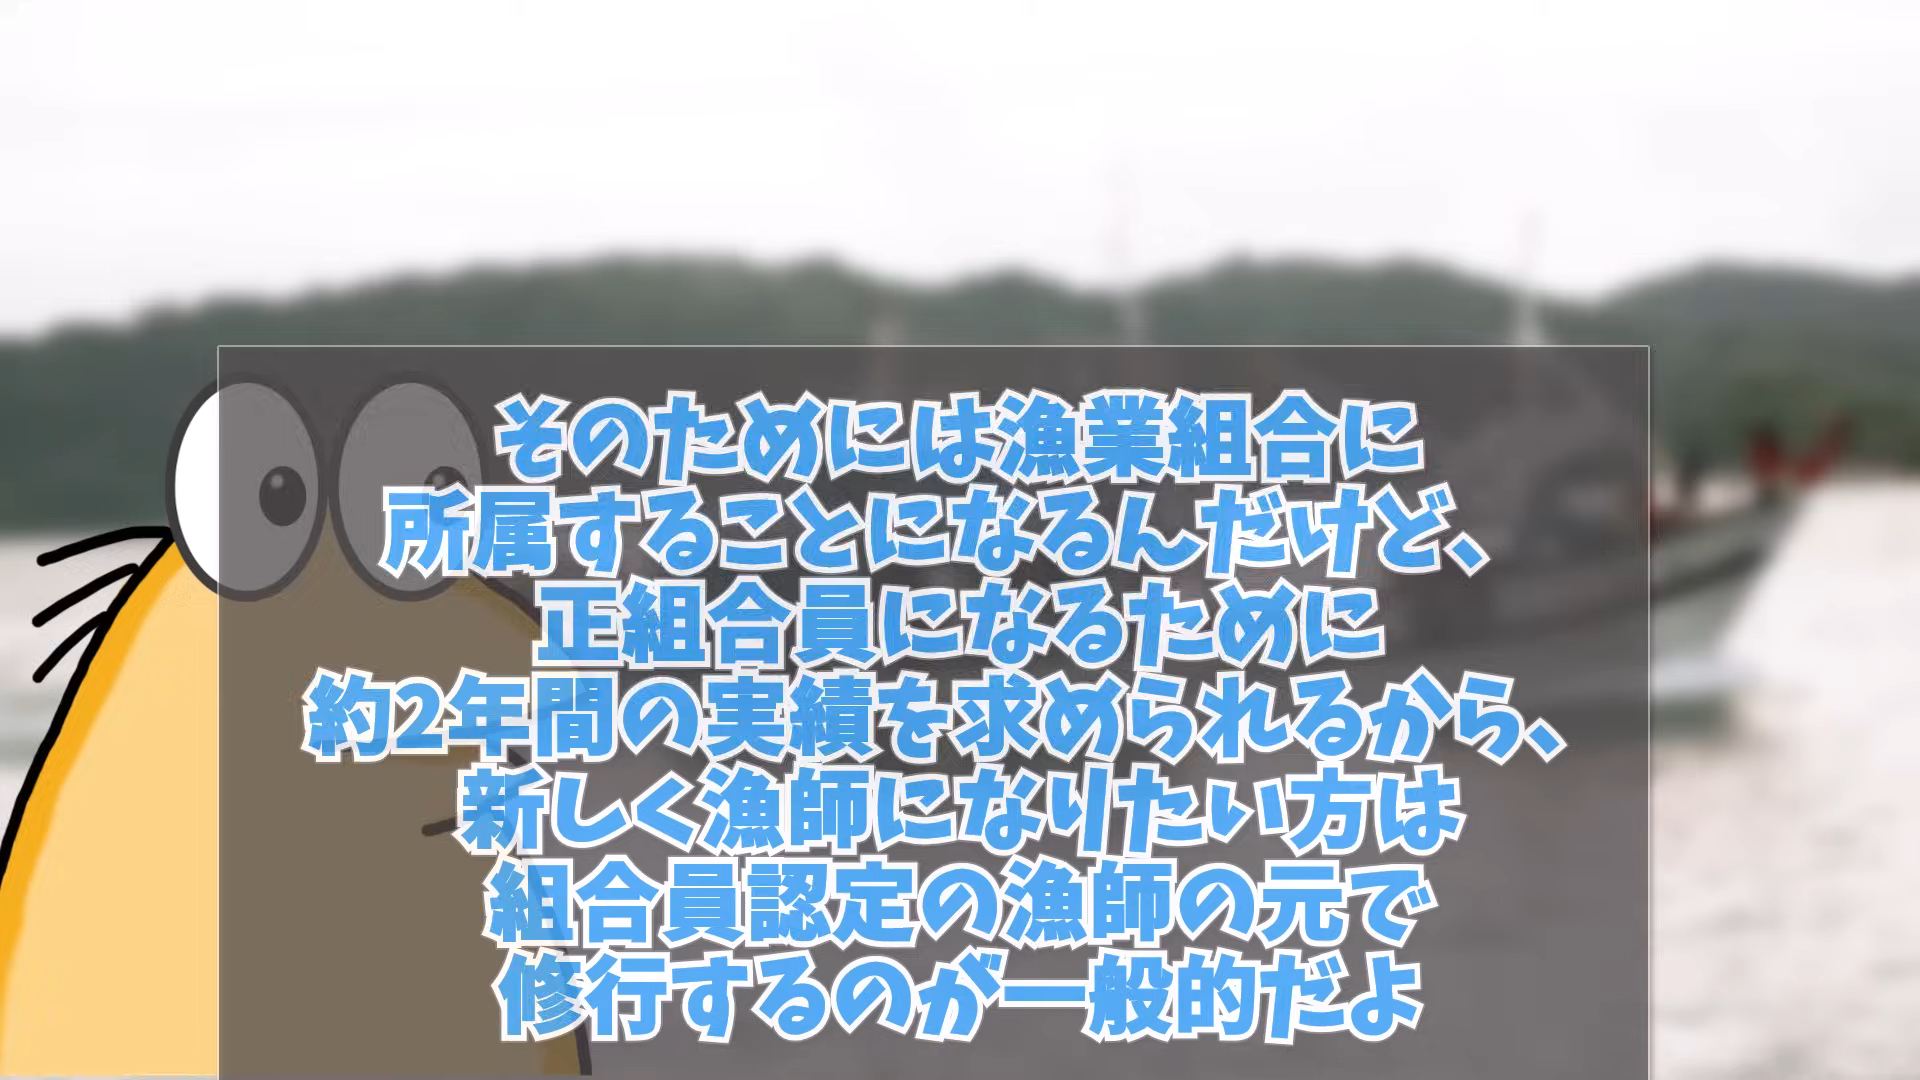 そのためには漁業組合に
所属することになるんだけど、
正組合員になるために
約2年間の実績を求められるから、
新しく漁師になりたい方は
組合員認定の漁師の元で
修行するのが一般的だよ